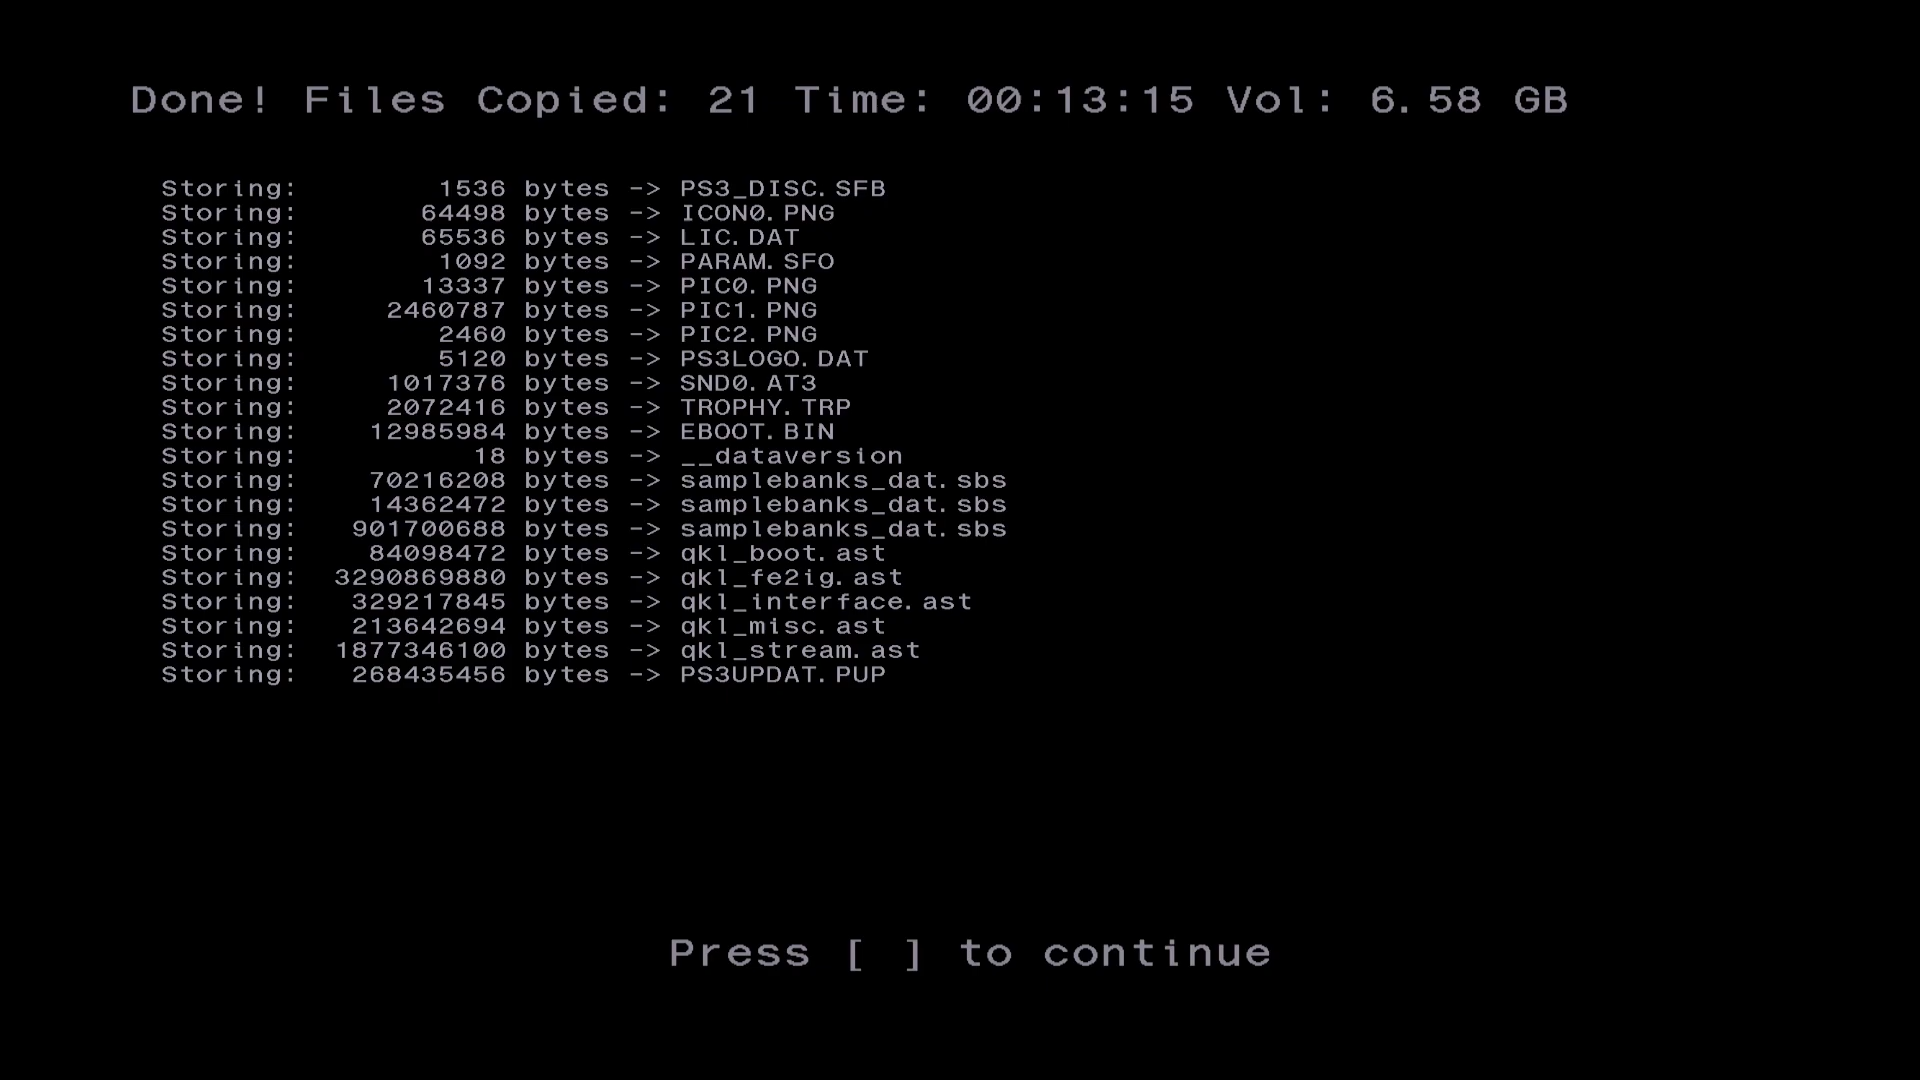 Done! Files Copied: 21 Time: 00:13:15 Vol: 6.58 GB
Storing: 1536 bytes -> PS3_DISC.SFB
Storing: 64498 bytes -> ICON0.PNG
Storing: 65536 bytes -> LIC.DAT
Storing: 1092 bytes -> PARAM.SFO
Storing: 13337 bytes -> PIC0.PNG
Storing: 2460787 bytes -> PIC1.PNG
Storing: 2460 bytes -> PIC2.PNG
Storing: 5120 bytes -> PS3LOGO.DAT
Storing: 1017376 bytes -> SND0.AT3
Storing: 2072416 bytes -> TROPHY.TRP
Storing: 12985984 bytes -> EBOOT.BIN
Storing: 18 bytes -> __dataversion
Storing: 70216208 bytes -> samplebanks_dat.sbs
Storing: 14362472 bytes -> samplebanks_dat.sbs
Storing: 901700688 bytes -> samplebanks_dat.sbs
Storing: 84098472 bytes -> qkl_boot.ast
Storing: 3290869880 bytes -> qkl_fe2ig.ast
Storing: 329217845 bytes -> qkl_interface.ast
Storing: 213642694 bytes -> qkl_misc.ast
Storing: 1877346100 bytes -> qkl_stream.ast
Storing: 268435456 bytes -> PS3UPDAT.PUP
Press [ ] to continue